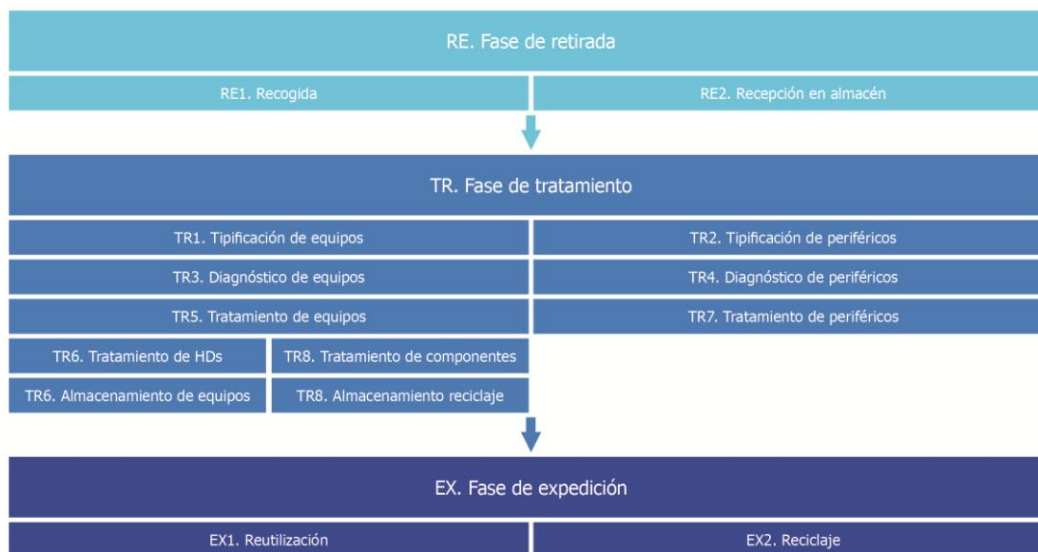 RE. Fase de retirada
RE1. Recogida
RE2. Recepción en almacén
TR. Fase de tratamiento
TR1. Tipificación de equipos
TR2. Tipificación de periféricos
TR3. Diagnóstico de equipos
TR4. Diagnóstico de periféricos
TR5. Tratamiento de equipos
TR7. Tratamiento de periféricos
TR6. Tratamiento de HDs
TR8. Tratamiento de componentes
TR6. Almacenamiento de equipos
TR8. Almacenamiento reciclaje
EX. Fase de expedición
EX1. Reutilización
EX2. Reciclaje